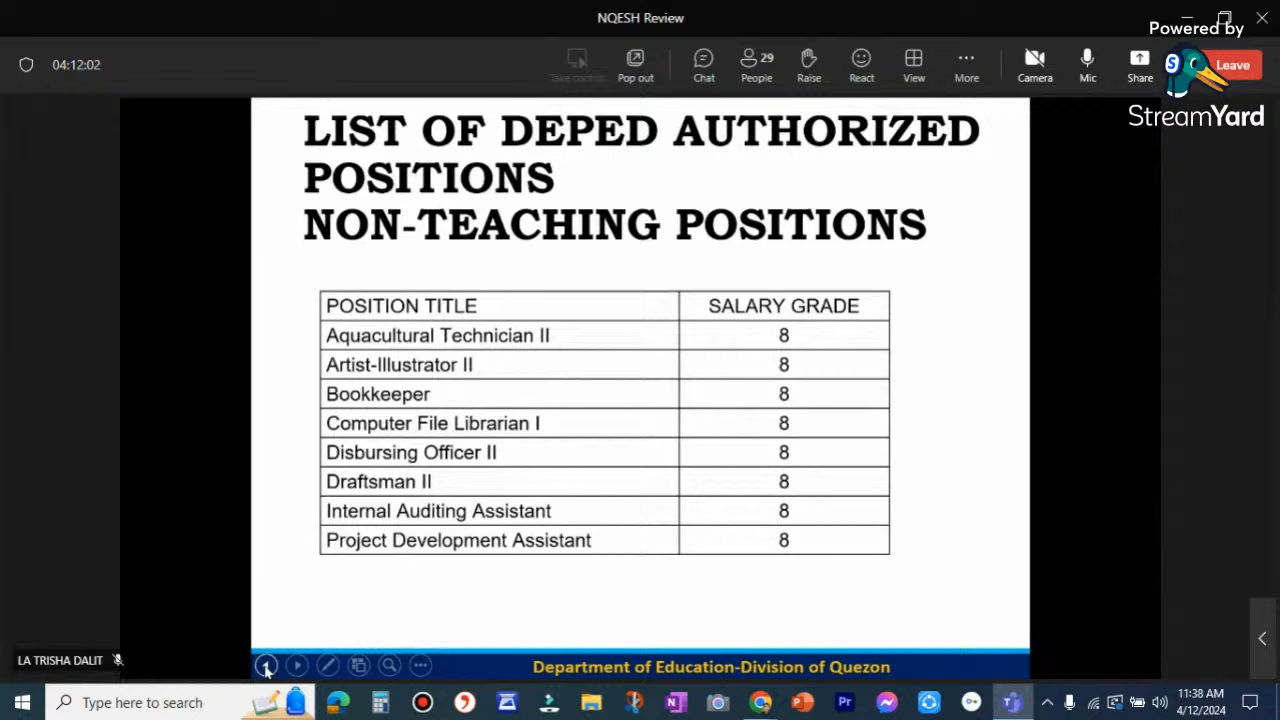 NQESH Review
Powered by
StreamYard
04:12:02
Take control
Pop out
Chat
29
People
Raise
React
View
More
Camera
Mic
Share
Leave
LIST OF DEPED AUTHORIZED
POSITIONS
NON-TEACHING POSITIONS
POSITION TITLE SALARY GRADE
Aquacultural Technician II 8
Artist-Illustrator II 8
Bookkeeper 8
Computer File Librarian I 8
Disbursing Officer II 8
Draftsman II 8
Internal Auditing Assistant 8
Project Development Assistant 8
LA TRISHA DALIT
Department of Education-Division of Quezon
Type here to search
11:38 AM
4/12/2024